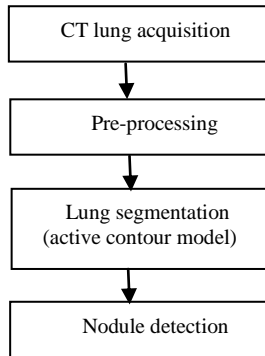 CT lung acquisition
Pre-processing
Lung segmentation
(active contour model)
Nodule detection